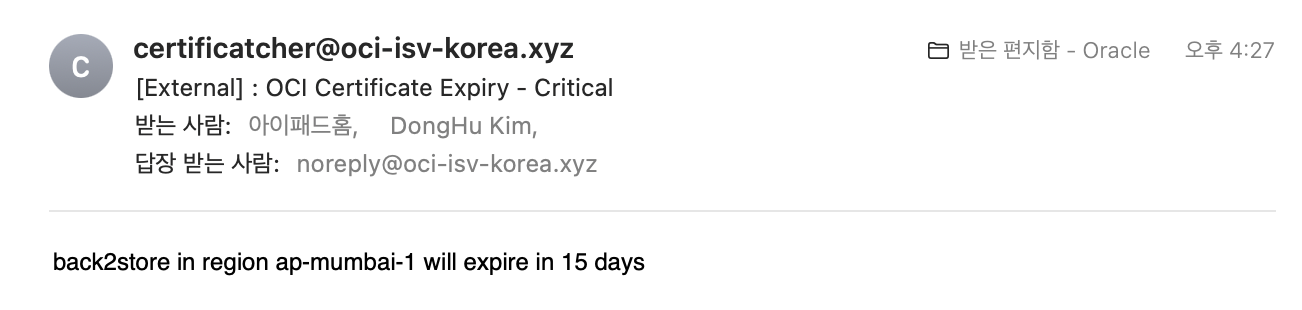 C
certificatcher@oci-isv-korea.xyz
받은 편지함 - Oracle 오후 4:27
[External] : OCI Certificate Expiry - Critical
받는 사람: 아이패드홈, DongHu Kim,
답장 받는 사람: noreply@oci-isv-korea.xyz
back2store in region ap-mumbai-1 will expire in 15 days